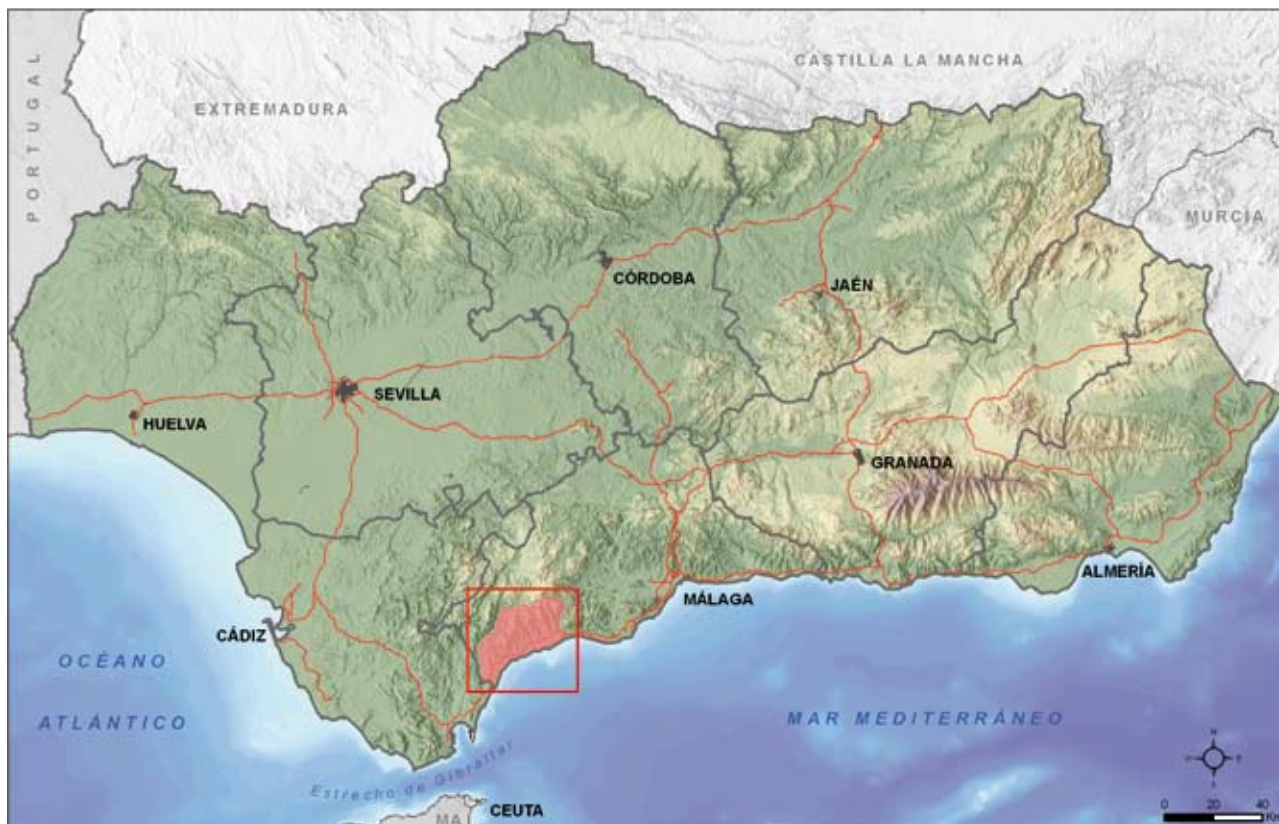 CASTILLA LA MANCHA
EXTREMADURA
PORTUGAL
MURCIA
CÓRDOBA
JAÉN
SEVILLA
HUELVA
GRANADA
ALMERÍA
MÁLAGA
CÁDIZ
OCÉANO
ATLÁNTICO
MAR MEDITERRÁNEO
Estrecho de Gibraltar
CEUTA
MA
N
0 20 40